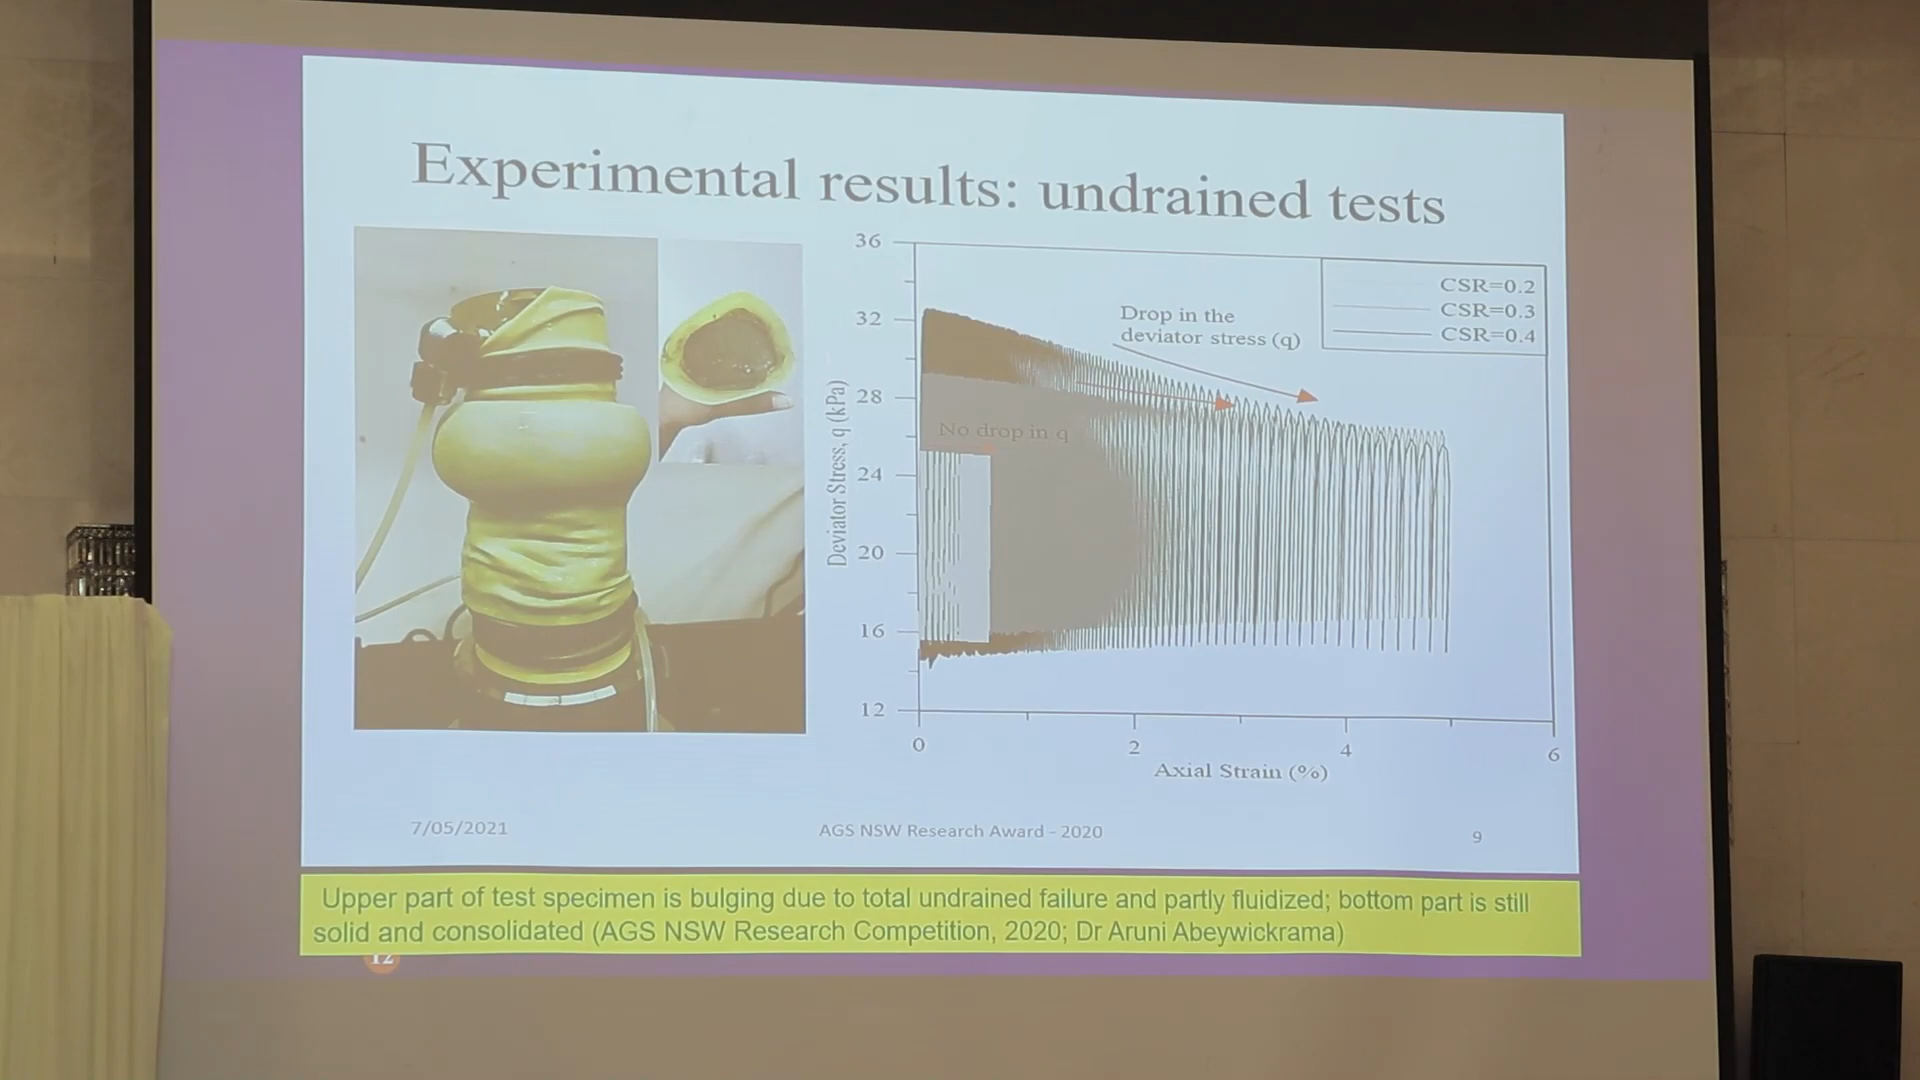 Experimental results: undrained tests
36
32
28
24
20
16
12
Deviator Stress, q (kPa)
CSR=0.2
CSR=0.3
CSR=0.4
Drop in the
deviator stress (q)
No drop in q
0
2
4
6
Axial Strain (%)
7/05/2021
AGS NSW Research Award - 2020
9
Upper part of test specimen is bulging due to total undrained failure and partly fluidized; bottom part is still
solid and consolidated (AGS NSW Research Competition, 2020; Dr Aruni Abeywickrama)
12